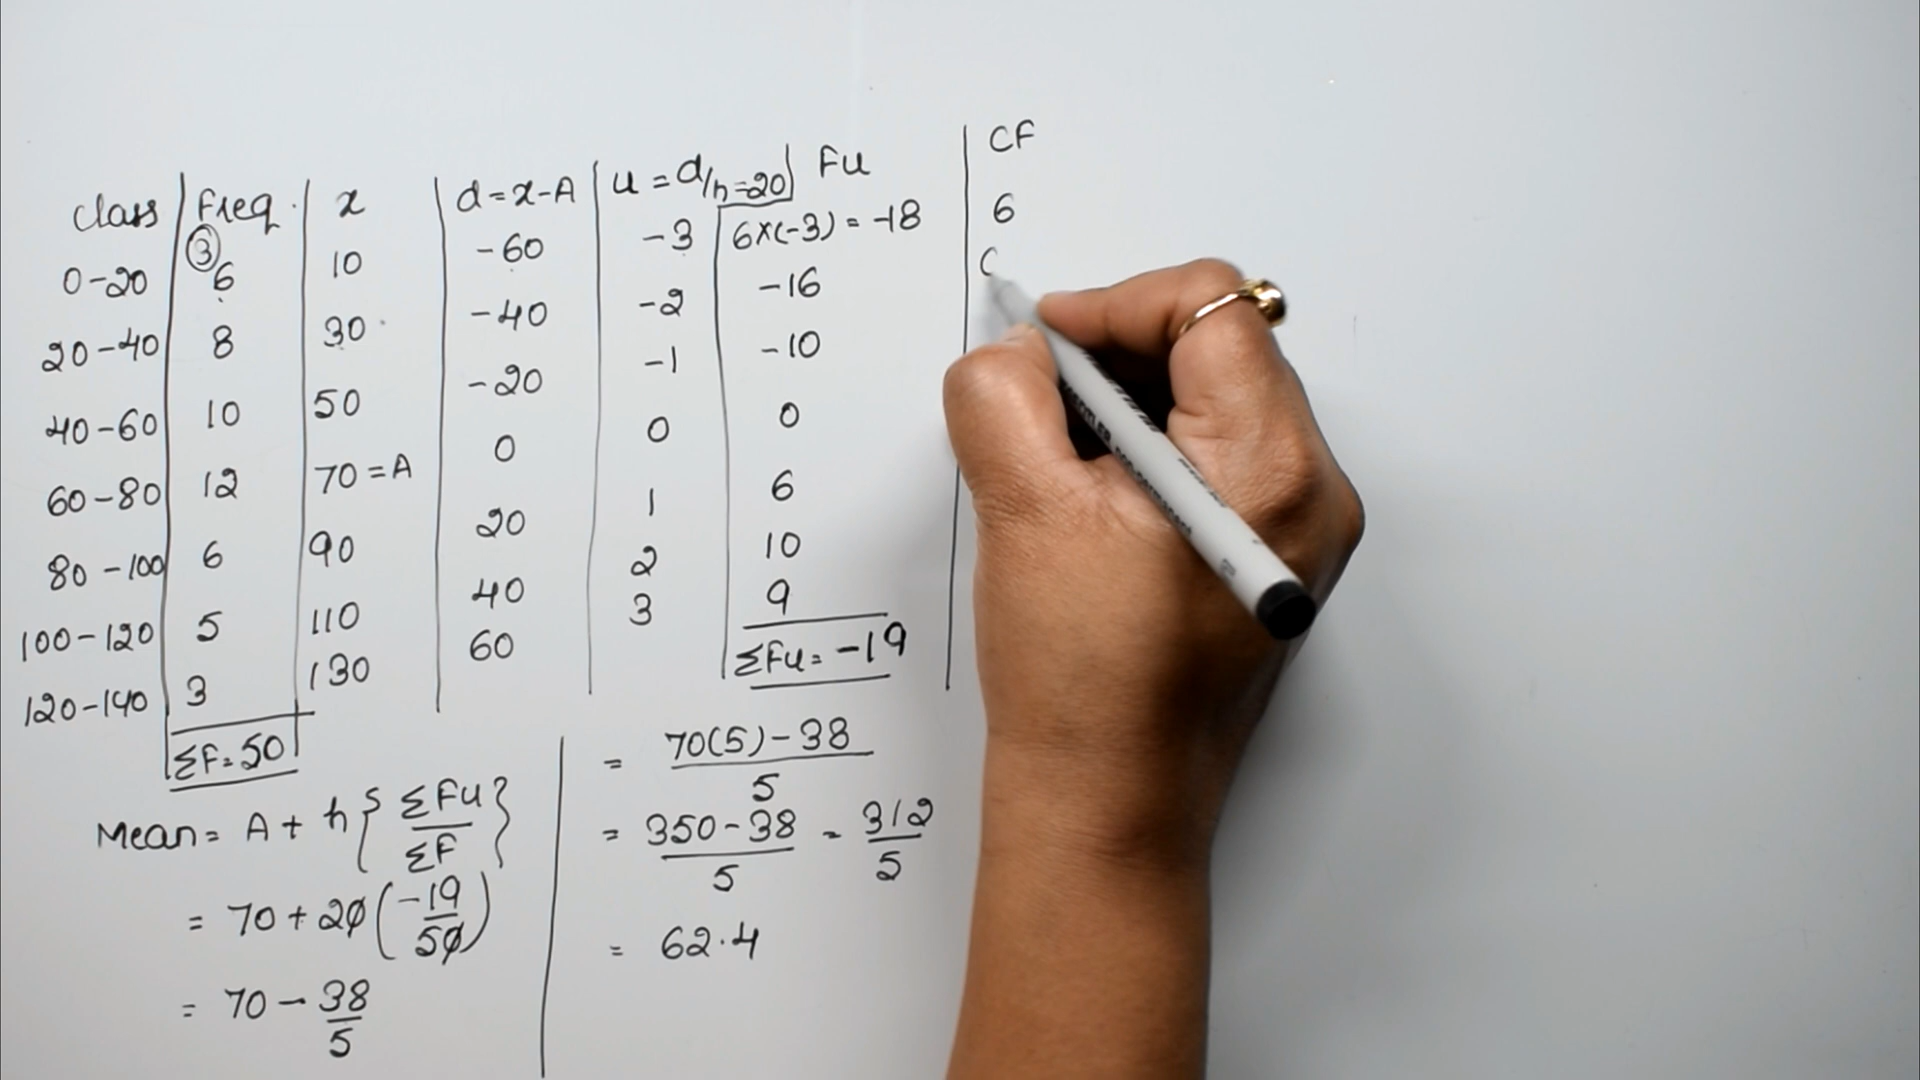 Class | Freq. | x | d=x-A | u=d/h=20 | Fu | CF
③
0-20 6 10 -60 -3 6×(-3)=-18 6
20-40 8 30 -40 -2 -16
40-60 10 50 -20 -1 -10
60-80 12 70=A 0 0 0
80-100 6 90 20 1 6
100-120 5 110 40 2 10
120-140 3 130 60 3 9
ΣF=50 ΣFu=-19
Mean = A + h{ΣFu/ΣF}
= 70 + 20(-19/50)
= 70 - 38/5
= 70(5)-38/5
= 350-38/5 = 312/5
= 62.4